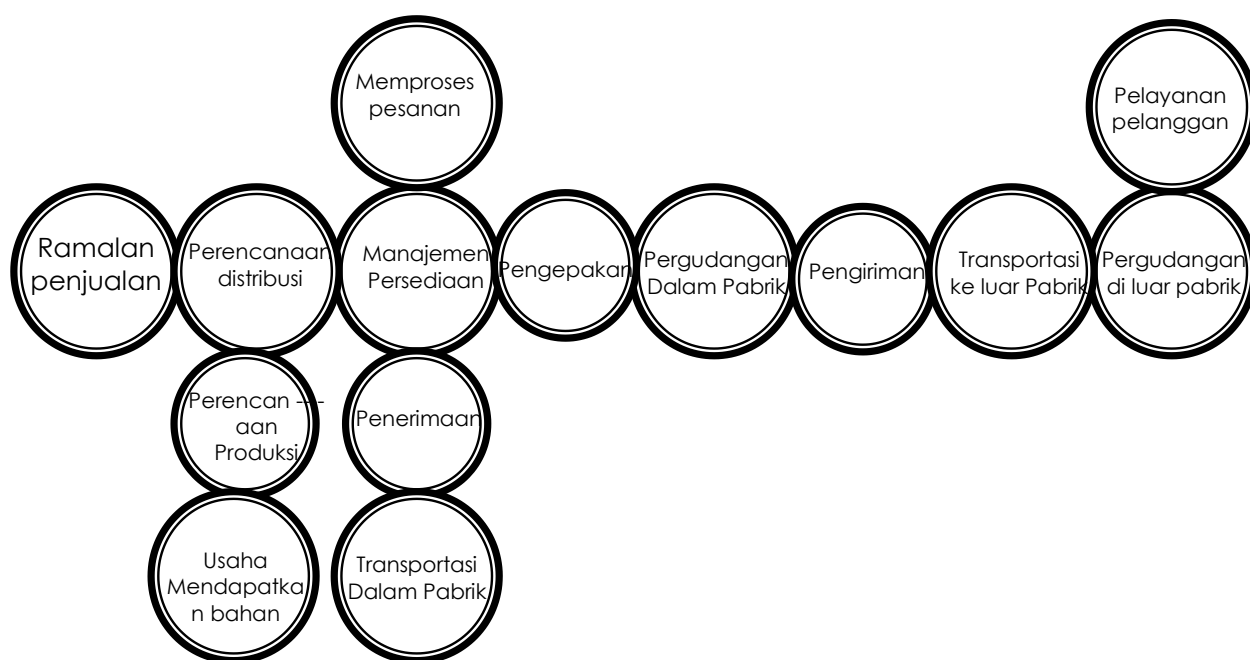 Memproses
pesanan
Pelayanan
pelanggan
Ramalan
penjualan
Perencanaan
distribusi
Manajemen
Persediaan
Pengepakan
Pergudangan
Dalam Pabrik
Pengiriman
Transportasi
ke luar Pabrik
Pergudangan
di luar pabrik
Perencan ----
aan
Produksi
Penerimaan
Usaha
Mendapatka
n bahan
Transportasi
Dalam Pabrik